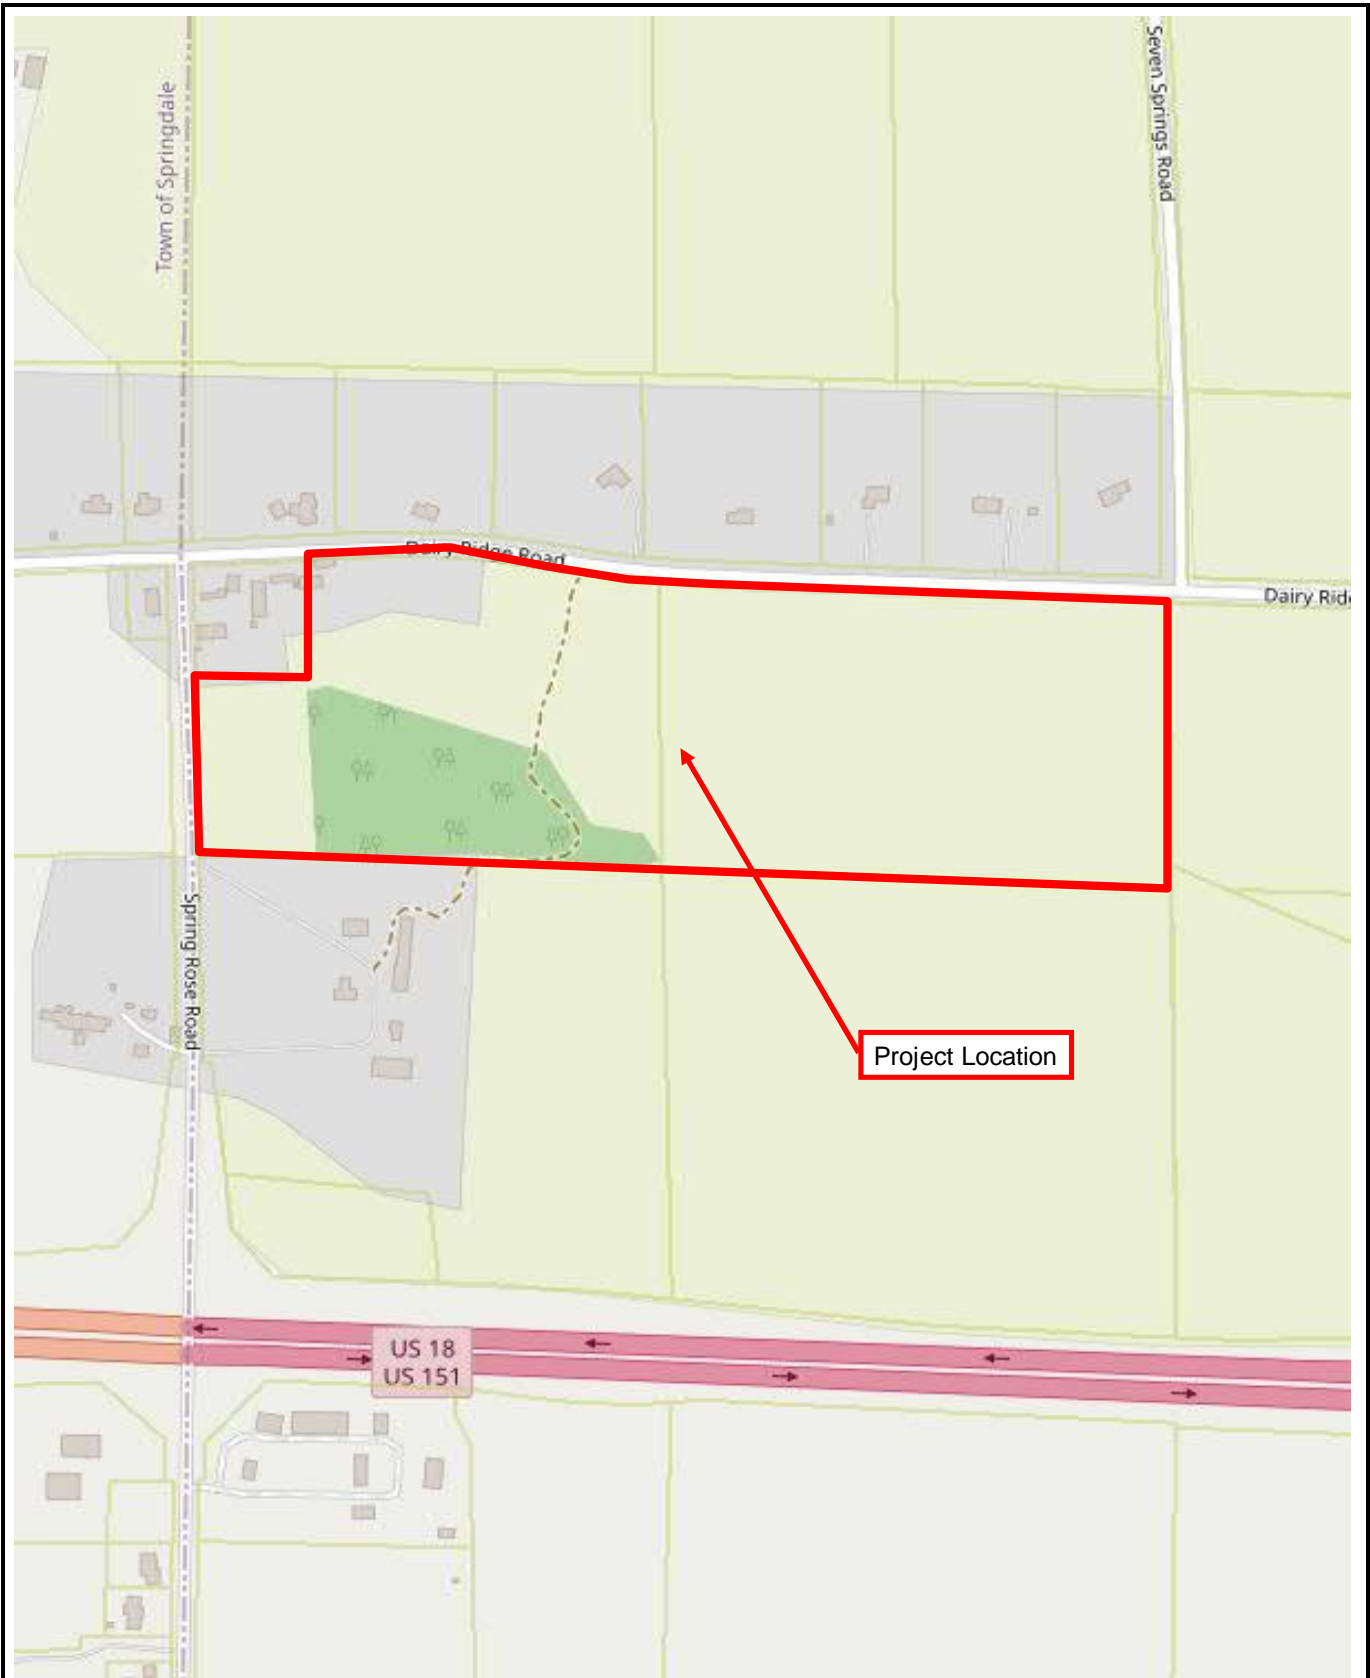 Seven Springs Road
Town of Springdale
Dairy Ridge Road
Dairy Rid
Spring Rose Road
Project Location
US 18
US 151